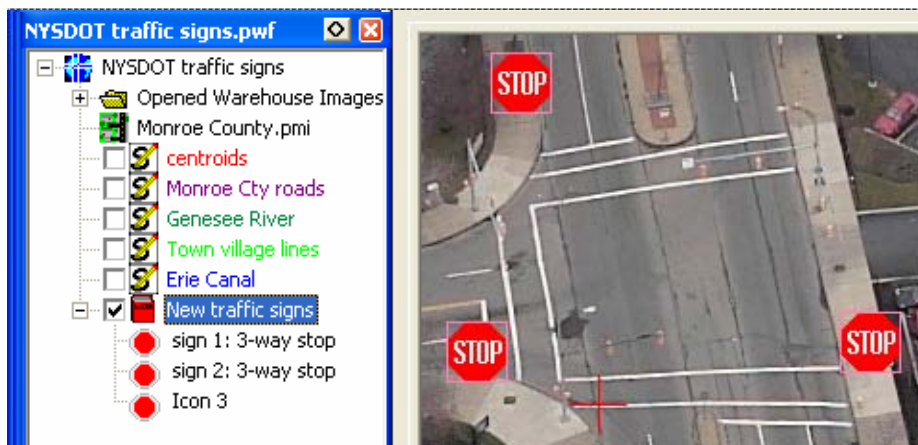 NYSDOT traffic signs.pwf
NYSDOT traffic signs
Opened Warehouse Images
Monroe County.pmi
centroids
Monroe Cty roads
Genesee River
Town village lines
Erie Canal
New traffic signs
sign 1: 3-way stop
sign 2: 3-way stop
Icon 3
STOP
STOP
STOP